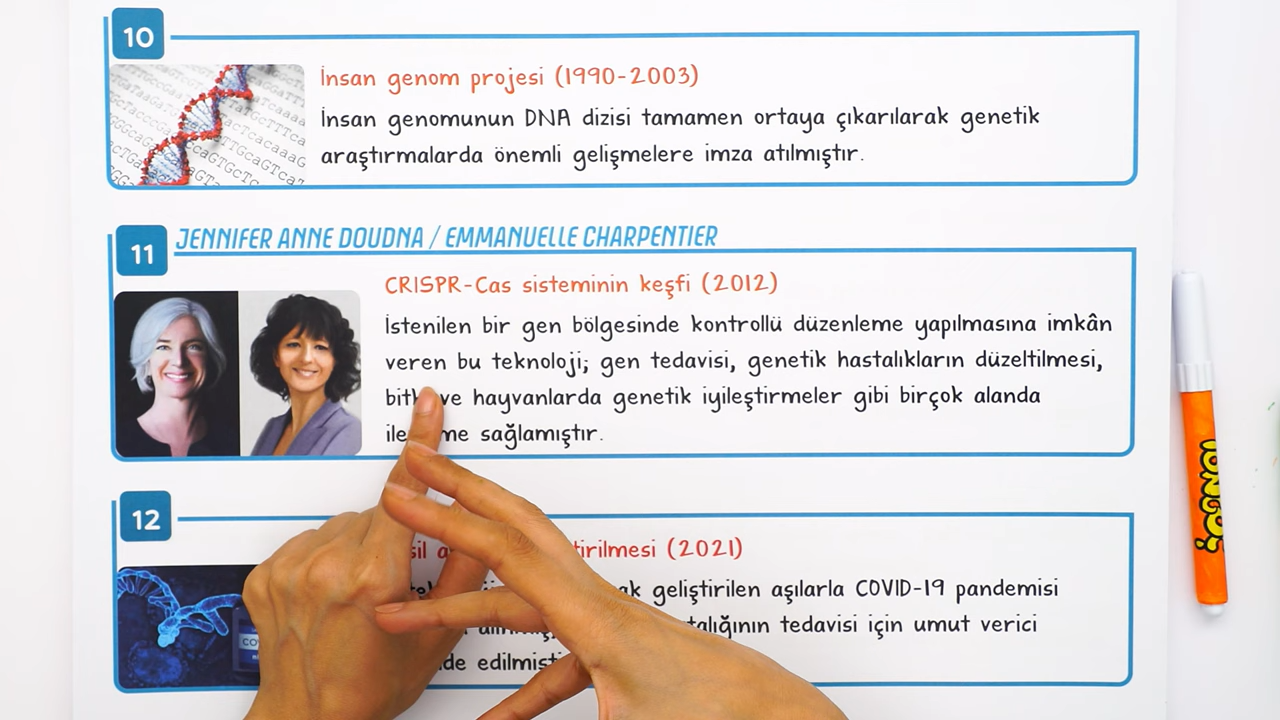 10
İnsan genom projesi (1990-2003)
İnsan genomunun DNA dizisi tamamen ortaya çıkarılarak genetik
araştırmalarda önemli gelişmelere imza atılmıştır.
11
JENNIFER ANNE DOUDNA / EMMANUELLE CHARPENTIER
CRISPR-Cas sisteminin keşfi (2012)
İstenilen bir gen bölgesinde kontrollü düzenleme yapılmasına imkân
veren bu teknoloji; gen tedavisi, genetik hastalıkların düzeltilmesi,
ve hayvanlarda genetik iyileştirmeler gibi birçok alanda
sağlamıştır.
12
(2021)
geliştirilen aşılarla COVID-19 pandemisi
tedavisi için umut verici